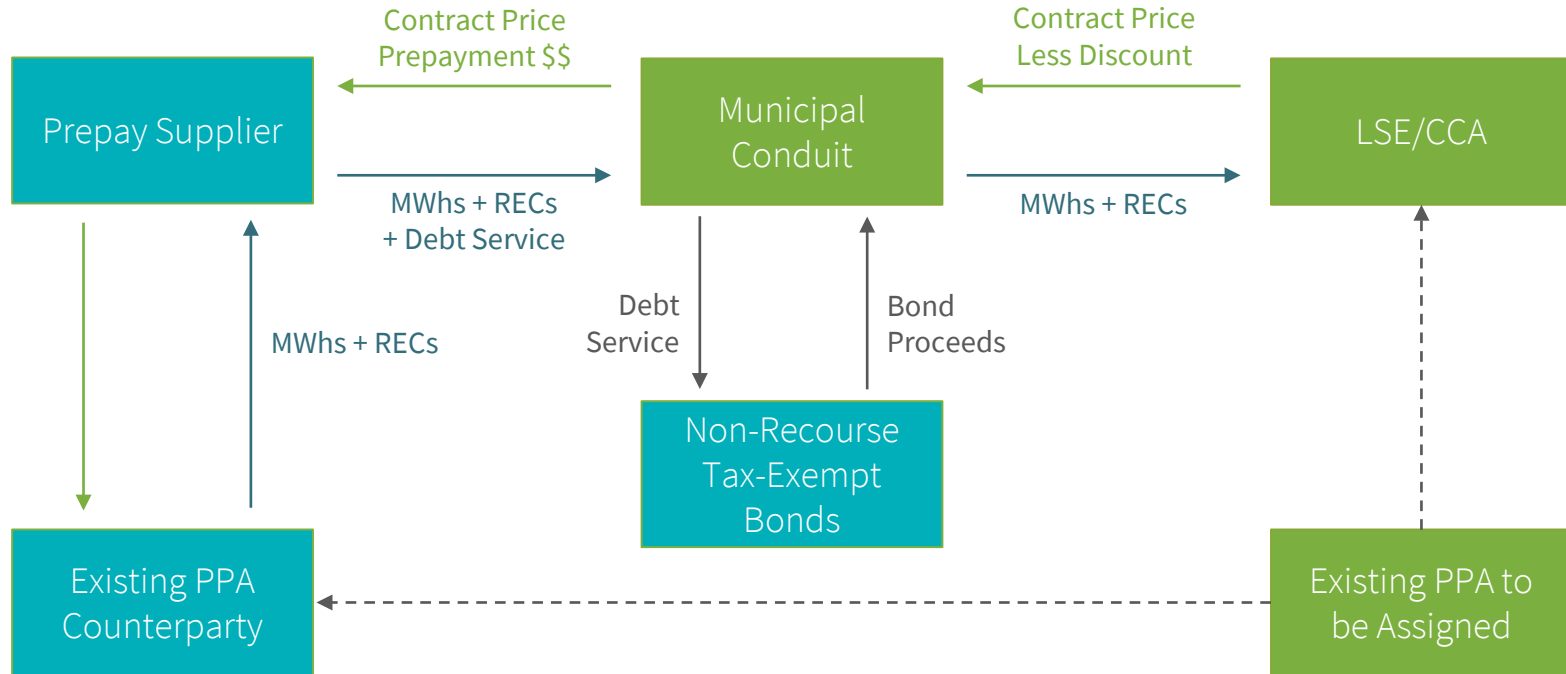 Contract Price
Prepayment $$
Contract Price
Less Discount
Prepay Supplier
Municipal
Conduit
LSE/CCA
MWhs + RECs
+ Debt Service
MWhs + RECs
MWhs + RECs
Debt
Service
Bond
Proceeds
Non-Recourse
Tax-Exempt
Bonds
Existing PPA
Counterparty
Existing PPA to
be Assigned